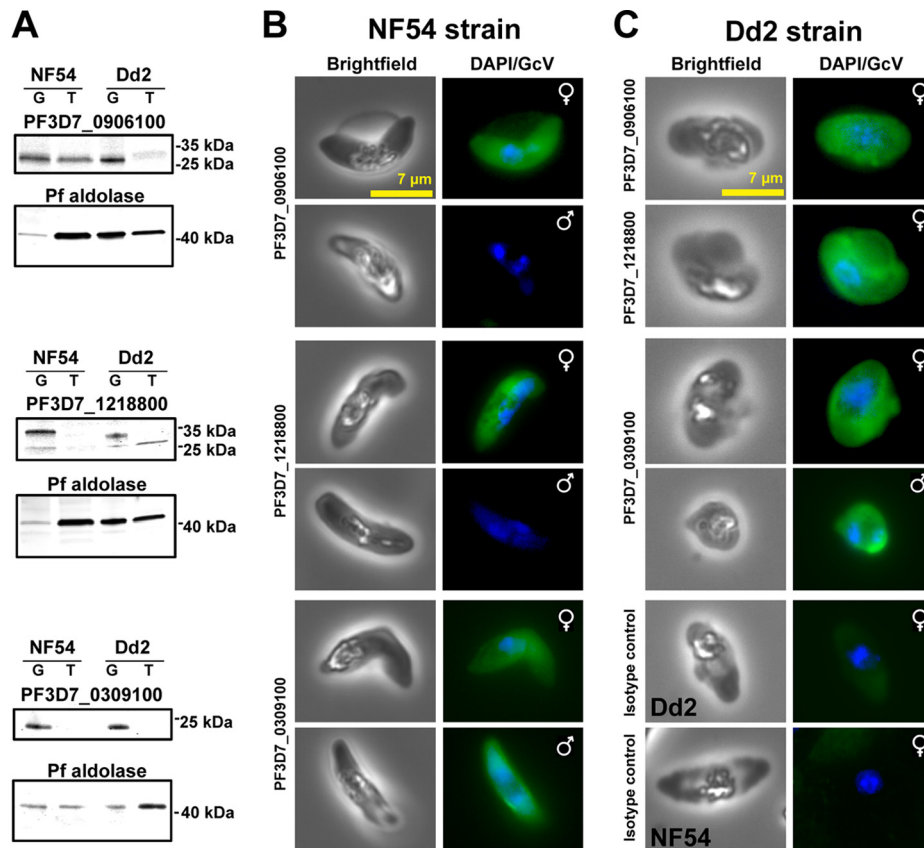 A
NF54 Dd2
G T G T
PF3D7_0906100
-35 kDa
-25 kDa
Pf aldolase
-40 kDa
NF54 Dd2
G T G T
PF3D7_1218800
-35 kDa
-25 kDa
Pf aldolase
-40 kDa
NF54 Dd2
G T G T
PF3D7_0309100
-25 kDa
Pf aldolase
-40 kDa
B
NF54 strain
Brightfield DAPI/GcV
PF3D7_0906100
♀
7 µm
♂
PF3D7_1218800
♀
♂
PF3D7_0309100
♀
♂
C
Dd2 strain
Brightfield DAPI/GcV
PF3D7_0906100
♀
7 µm
PF3D7_1218800
♀
PF3D7_0309100
♀
♂
Isotype control
Dd2
♀
Isotype control
NF54
♀